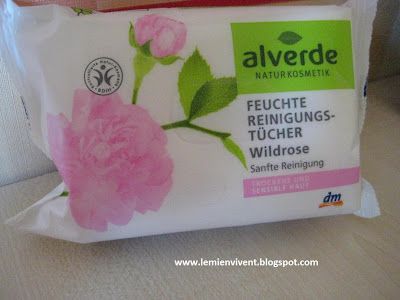 alverde
NATURKOSMETIK
FEUCHTE
REINIGUNGS-
TÜCHER
Wildrose
Sanfte Reinigung
TROCKENE UND
SENSIBLE HAUT
dm
www.lemienvivent.blogspot.com